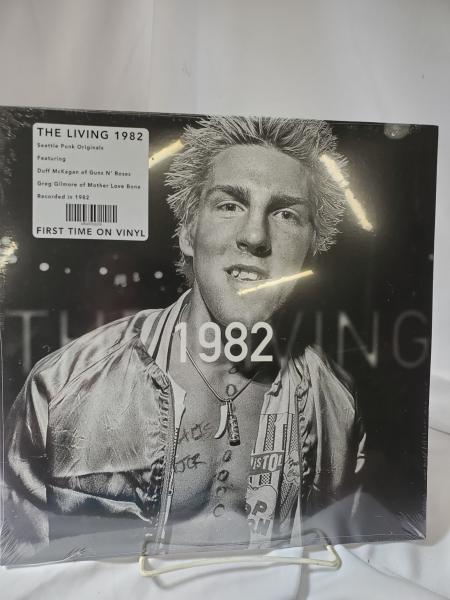 THE LIVING 1982
Seattle Punk Originals
Featuring
Duff McKagan of Guns N' Roses
Greg Gilmore of Mother Love Bone
Recorded in 1982
FIRST TIME ON VINYL
THE LIVING
1982